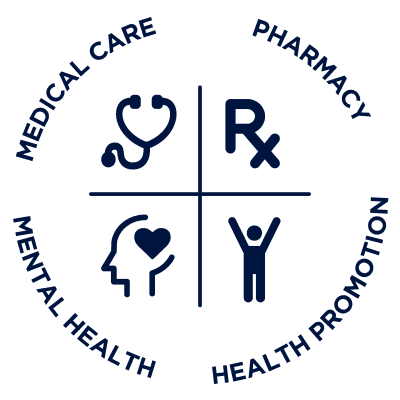 MEDICAL CARE
PHARMACY
Rx
MENTAL HEALTH
HEALTH PROMOTION